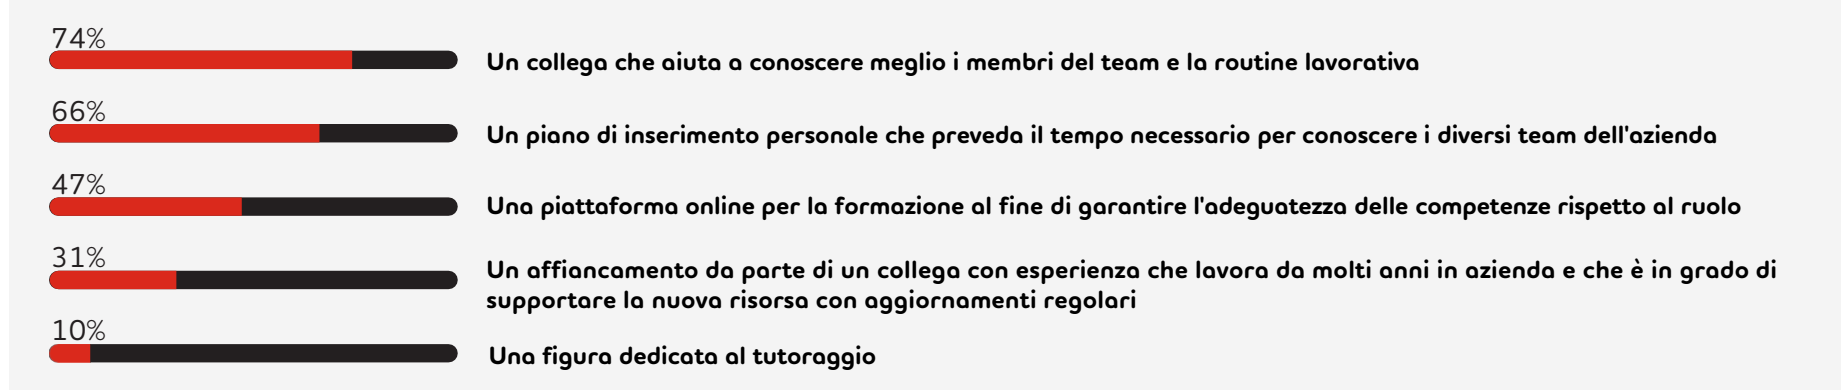 74%
Un collega che aiuta a conoscere meglio i membri del team e la routine lavorativa
66%
Un piano di inserimento personale che preveda il tempo necessario per conoscere i diversi team dell'azienda
47%
Una piattaforma online per la formazione al fine di garantire l'adeguatezza delle competenze rispetto al ruolo
31%
Un affiancamento da parte di un collega con esperienza che lavora da molti anni in azienda e che è in grado di
supportare la nuova risorsa con aggiornamenti regolari
10%
Una figura dedicata al tutoraggio